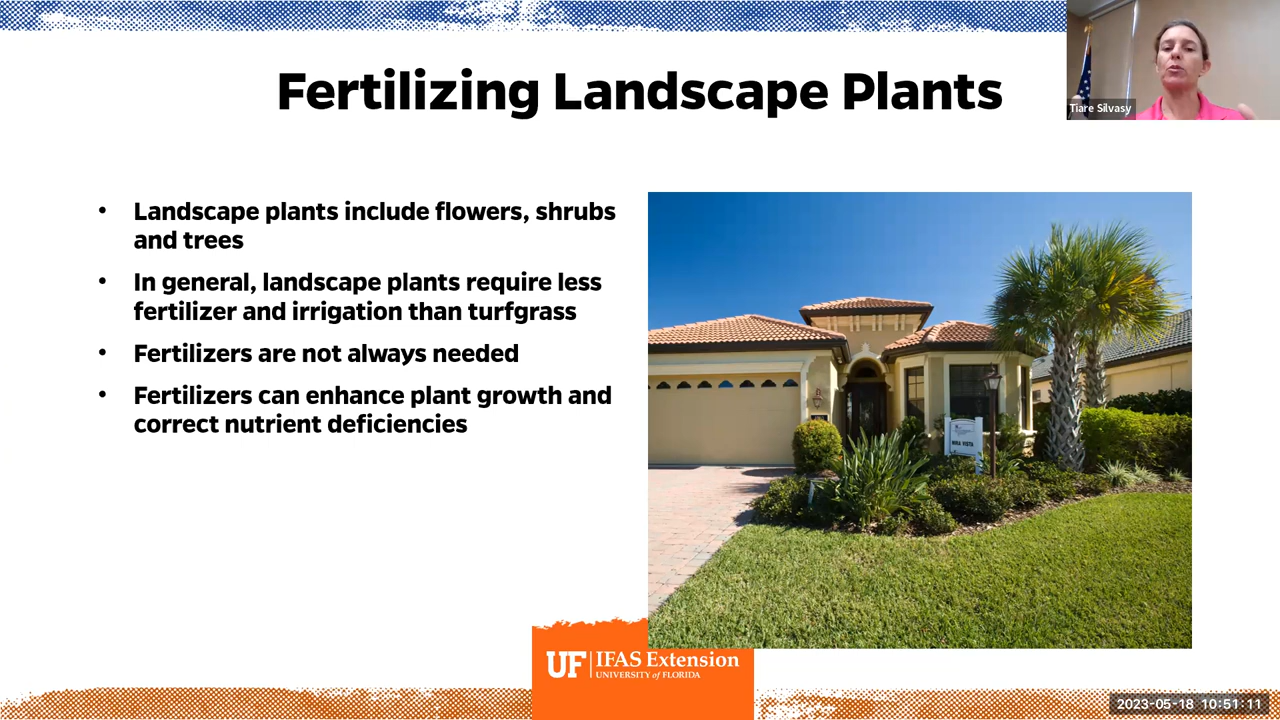 Fertilizing Landscape Plants
Tiare Silvasy
• Landscape plants include flowers, shrubs
and trees
• In general, landscape plants require less
fertilizer and irrigation than turfgrass
• Fertilizers are not always needed
• Fertilizers can enhance plant growth and
correct nutrient deficiencies
UF IFAS Extension
UNIVERSITY of FLORIDA
2023-05-18 10:51:11